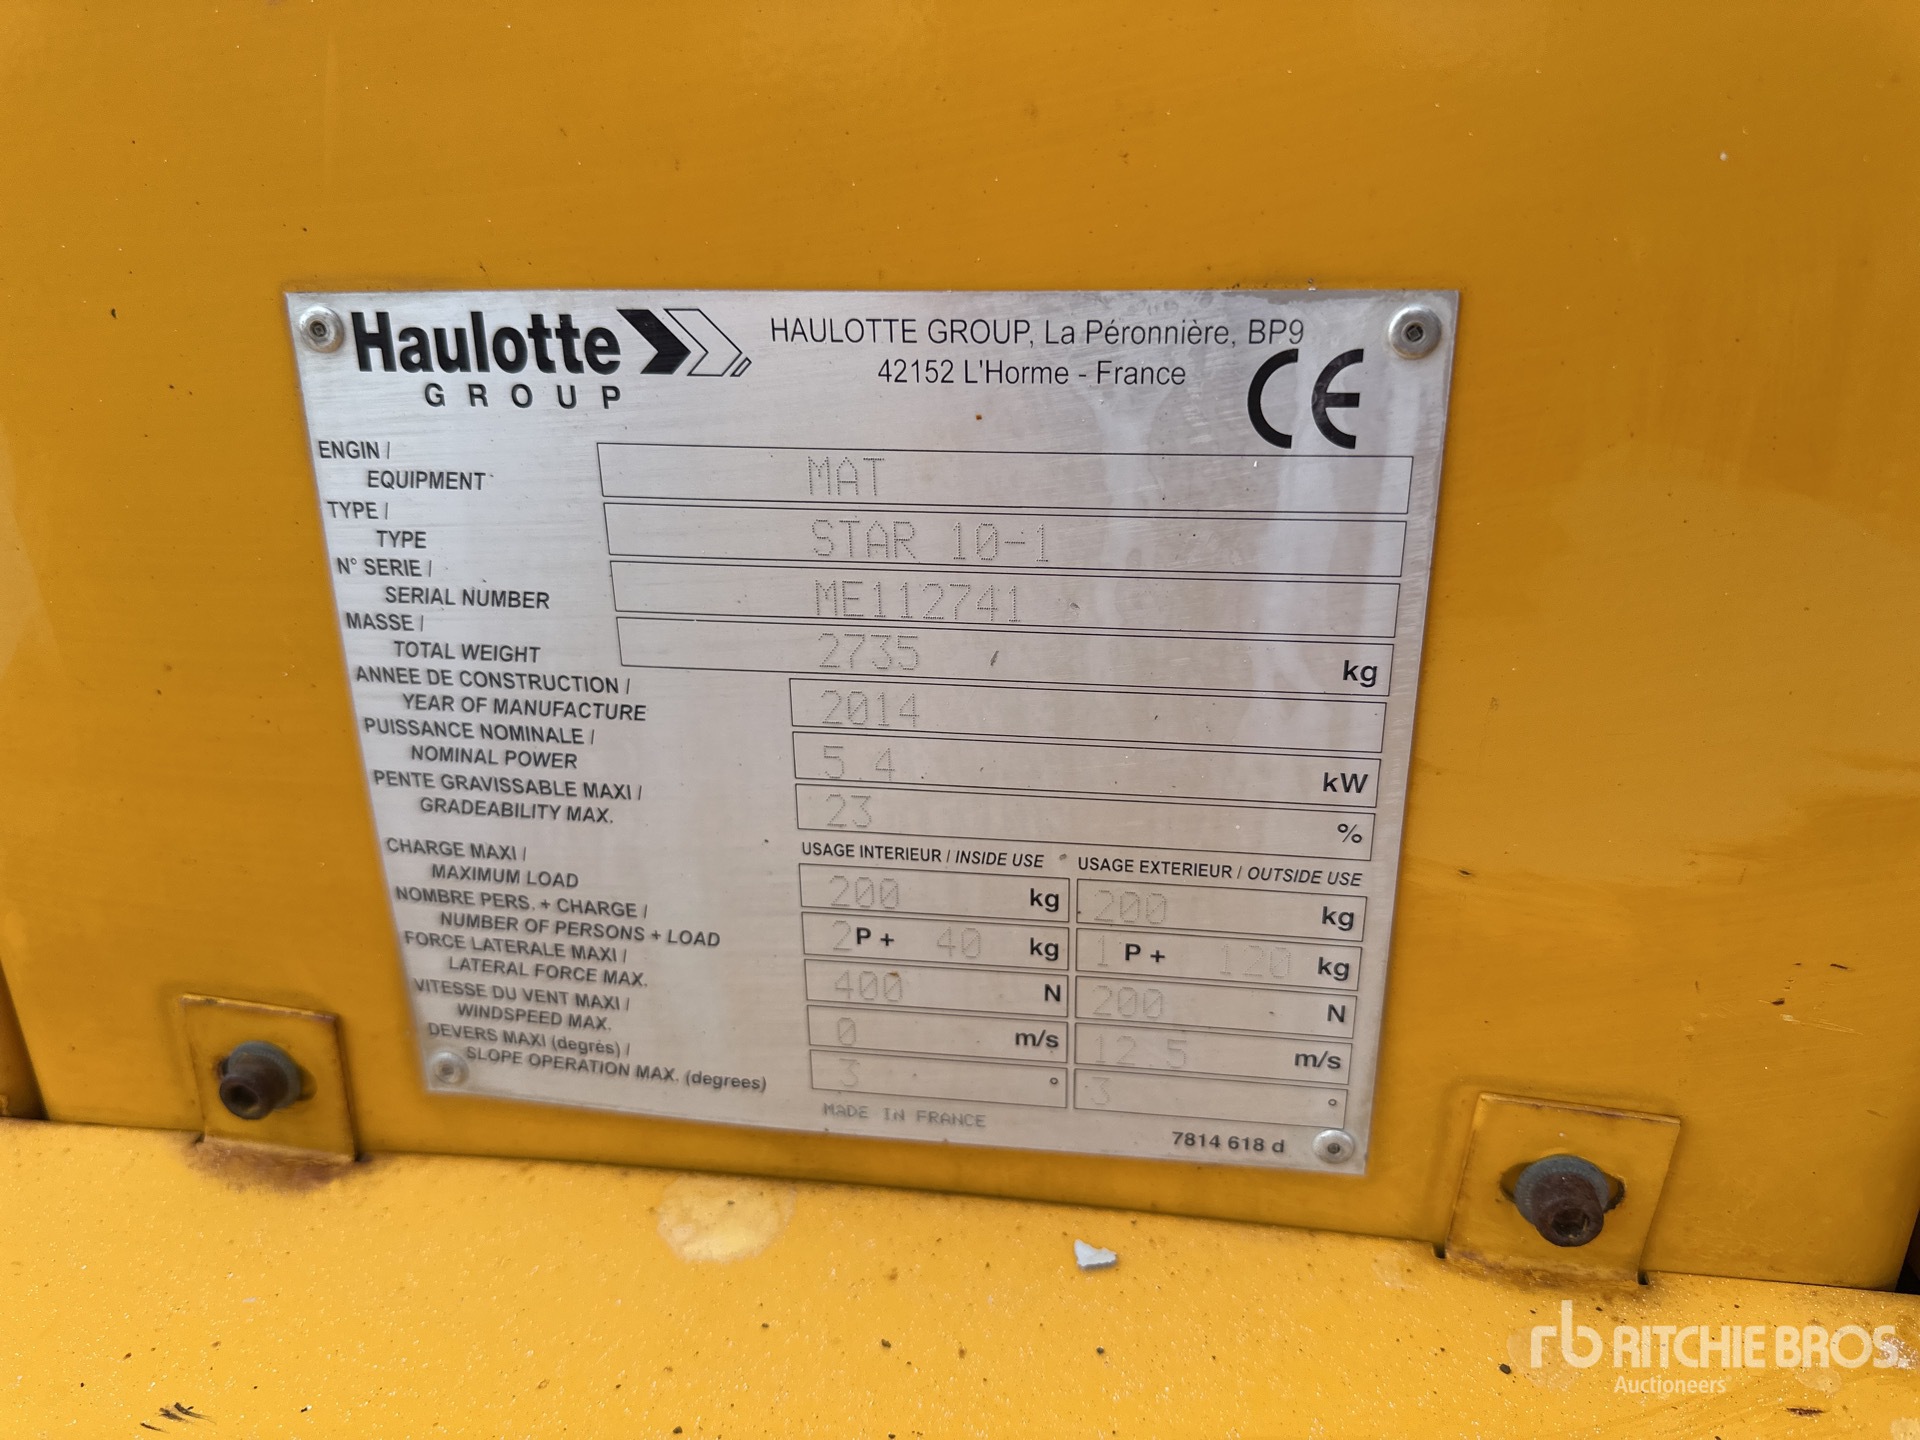 Haulotte
GROUP
HAULOTTE GROUP, La Péronnière, BP9
42152 L'Horme - France
CE
ENGIN /
EQUIPMENT
MAT
TYPE /
TYPE
STAR 10-1
N° SERIE /
SERIAL NUMBER
ME112741
MASSE /
TOTAL WEIGHT
2735 kg
ANNEE DE CONSTRUCTION /
YEAR OF MANUFACTURE
2014
PUISSANCE NOMINALE /
NOMINAL POWER
5.4 kW
PENTE GRAVISSABLE MAXI /
GRADEABILITY MAX.
23 %
USAGE INTERIEUR / INSIDE USE USAGE EXTERIEUR / OUTSIDE USE
CHARGE MAXI /
MAXIMUM LOAD
200 kg 200 kg
NOMBRE PERS. + CHARGE /
NUMBER OF PERSONS + LOAD
2P + 40 kg 1 P + 120 kg
FORCE LATERALE MAXI /
LATERAL FORCE MAX.
400 N 200 N
VITESSE DU VENT MAXI /
WINDSPEED MAX.
0 m/s 12.5 m/s
DEVERS MAXI (degrès) /
SLOPE OPERATION MAX. (degrees)
3 ° 3 °
MADE IN FRANCE
7814 618 d
rb RITCHIE BROS.
Auctioneers